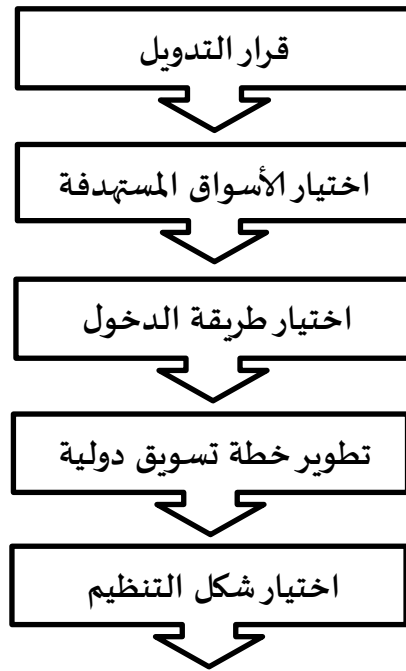 قرار التدويل
اختيار الأسواق المستهدفة
اختيار طريقة الدخول
تطوير خطة تسويق دولية
اختيار شكل التنظيم